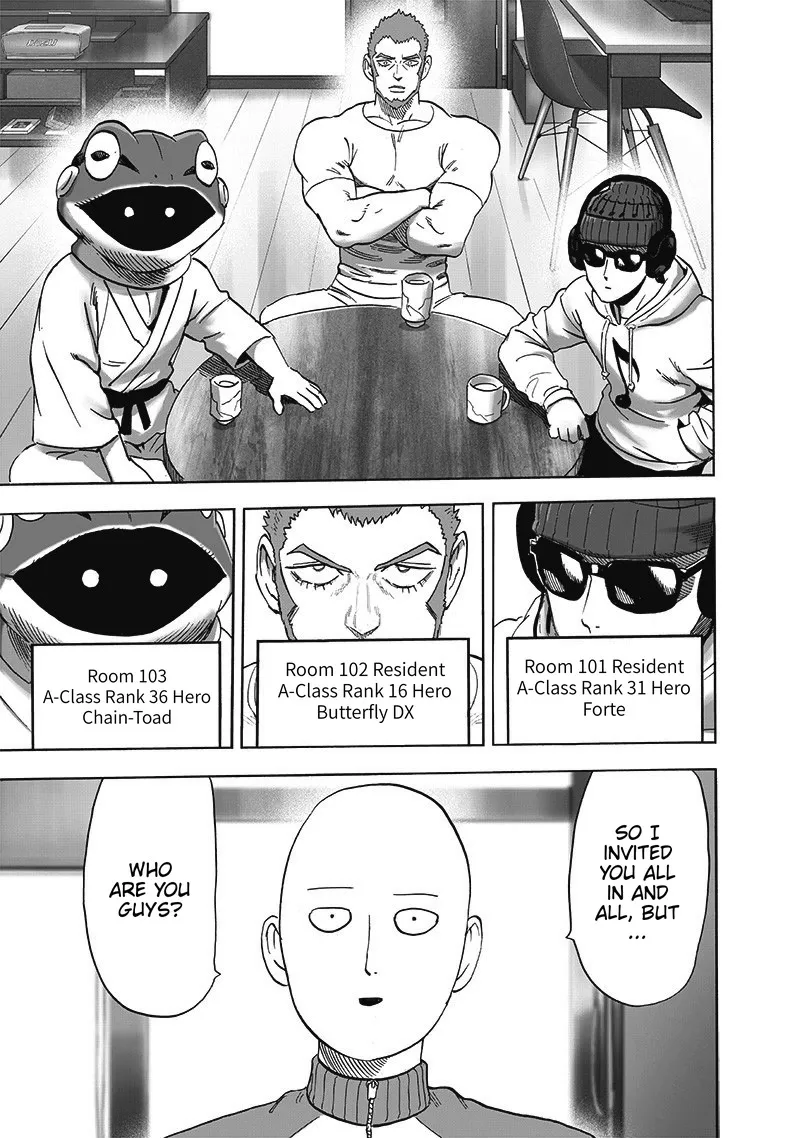 Room 103
A-Class Rank 36 Hero
Chain-Toad
Room 102 Resident
A-Class Rank 16 Hero
Butterfly DX
Room 101 Resident
A-Class Rank 31 Hero
Forte
SO I
INVITED
YOU ALL
IN AND
ALL, BUT
...
WHO
ARE YOU
GUYS?